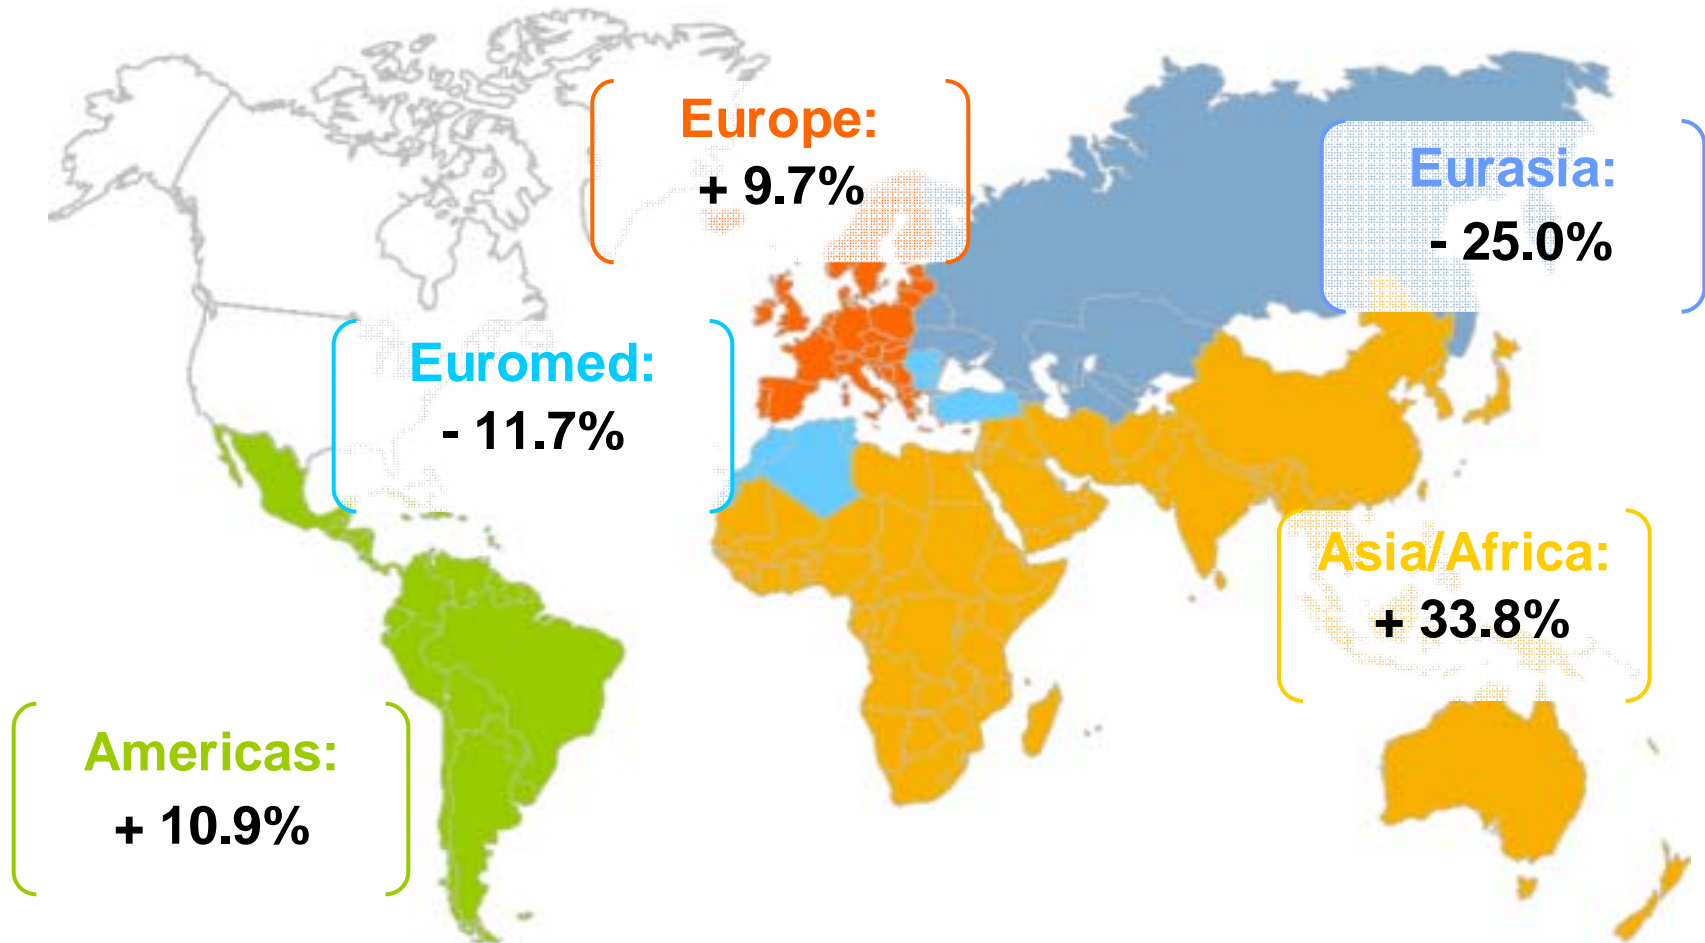 Europe:
+ 9.7%
Eurasia:
- 25.0%
Euromed:
- 11.7%
Asia/Africa:
+ 33.8%
Americas:
+ 10.9%